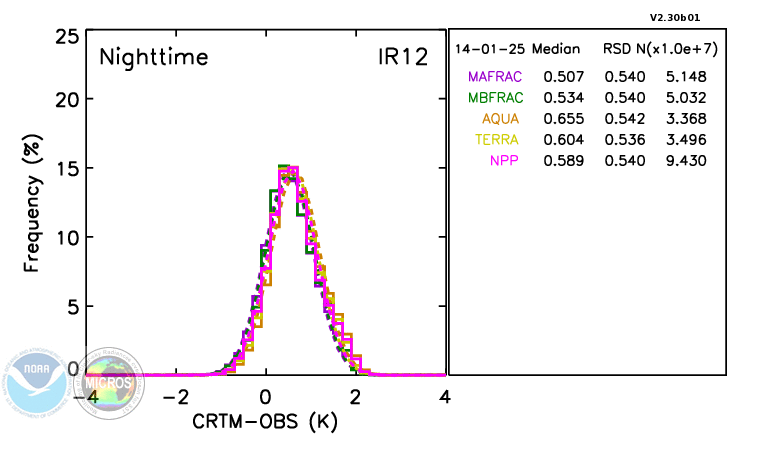 V2.30b01
25
Nighttime IR12
20
15
10
5
0
Frequency (%)
-4 -2 0 2 4
CRTM-OBS (K)
14-01-25 Median RSD N(x1.0e+7)
MAFRAC 0.507 0.540 5.148
MBFRAC 0.534 0.540 5.032
AQUA 0.655 0.542 3.368
TERRA 0.604 0.536 3.496
NPP 0.589 0.540 9.430
NOAA
MICROS